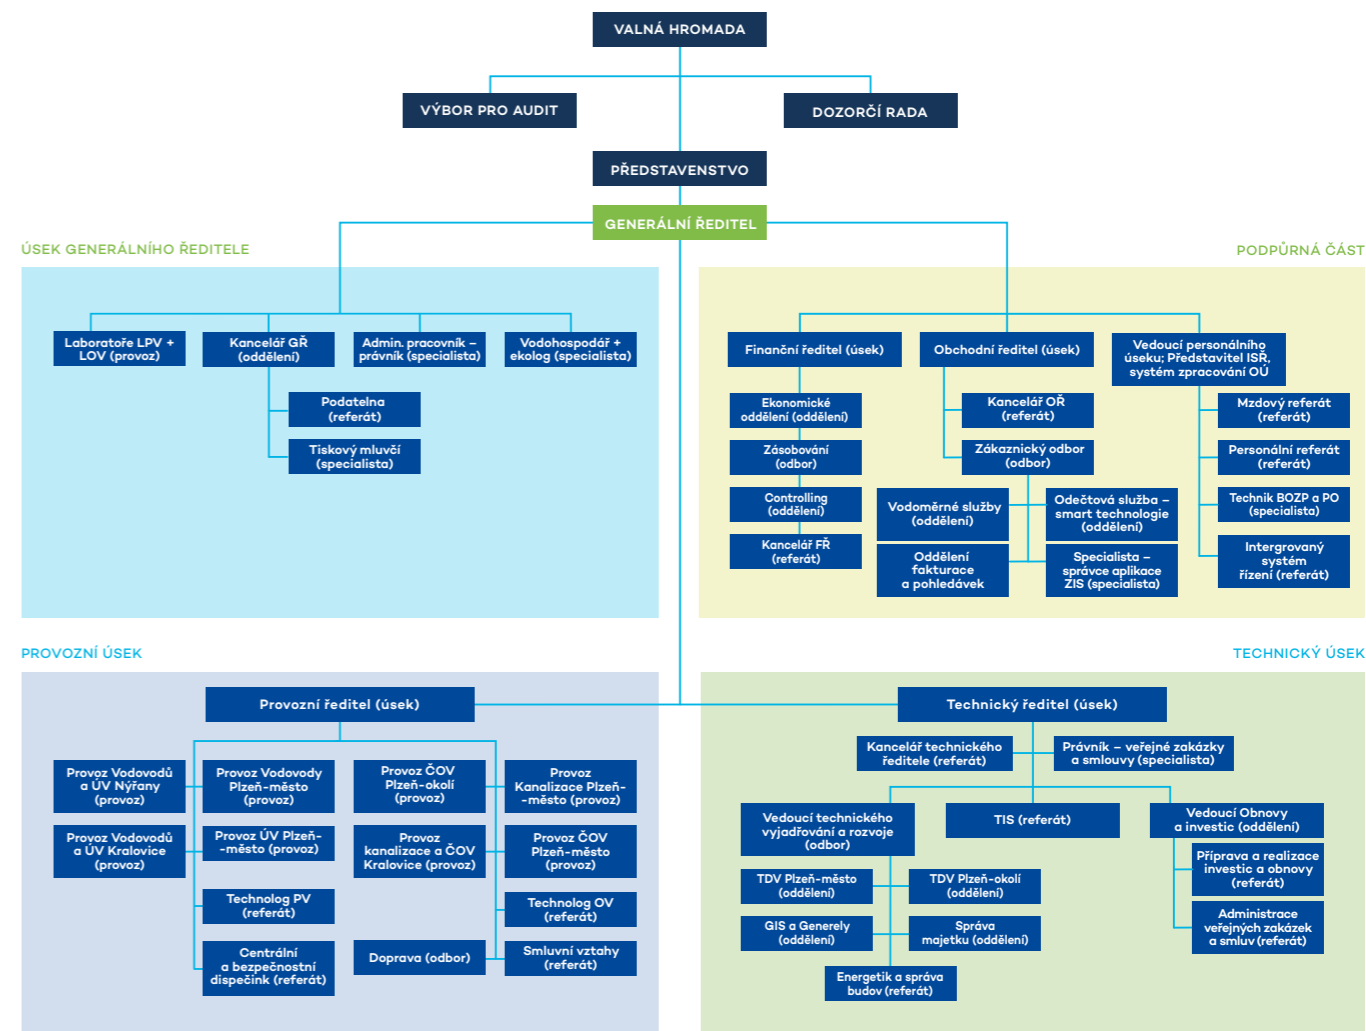 VALNÁ HROMADA
VÝBOR PRO AUDIT
DOZORČÍ RADA
PŘEDSTAVENSTVO
GENERÁLNÍ ŘEDITEL
ÚSEK GENERÁLNÍHO ŘEDITELE
Laboratoře LPV +
LOV (provoz)
Kancelář GŘ
(oddělení)
Admin. pracovník –
právník (specialista)
Vodohospodář +
ekolog (specialista)
Podatelna
(referát)
Tiskový mluvčí
(specialista)
PODPŮRNÁ ČÁST
Finanční ředitel (úsek)
Obchodní ředitel (úsek)
Vedoucí personálního
úseku; Představitel ISŘ,
systém zpracování OÚ
Ekonomické
oddělení (oddělení)
Zásobování
(odbor)
Controlling
(oddělení)
Kancelář FŘ
(referát)
Kancelář OŘ
(referát)
Zákaznický odbor
(odbor)
Vodoměrné služby
(oddělení)
Odečtová služba –
smart technologie
(oddělení)
Oddělení
fakturace
a pohledávek
Specialista –
správce aplikace
ZIS (specialista)
Mzdový referát
(referát)
Personální referát
(referát)
Technik BOZP a PO
(specialista)
Intergrovaný
systém
řízení (referát)
PROVOZNÍ ÚSEK
Provozní ředitel (úsek)
Provoz Vodovodů
a ÚV Nýřany
(provoz)
Provoz Vodovody
Plzeň-město
(provoz)
Provoz ČOV
Plzeň-okolí
(provoz)
Provoz
Kanalizace Plzeň-
-město (provoz)
Provoz Vodovodů
a ÚV Kralovice
(provoz)
Provoz ÚV Plzeň-
-město (provoz)
Provoz
kanalizace a ČOV
Kralovice (provoz)
Provoz ČOV
Plzeň-město
(provoz)
Technolog PV
(referát)
Technolog OV
(referát)
Centrální
a bezpečnostní
dispečink (referát)
Doprava (odbor)
Smluvní vztahy
(referát)
TECHNICKÝ ÚSEK
Technický ředitel (úsek)
Kancelář technického
ředitele (referát)
Právník – veřejné zakázky
a smlouvy (specialista)
Vedoucí technického
vyjadřování a rozvoje
(odbor)
TIS (referát)
Vedoucí Obnovy
a investic (oddělení)
Příprava a realizace
investic a obnovy
(referát)
TDV Plzeň-město
(oddělení)
TDV Plzeň-okolí
(oddělení)
GIS a Generely
(oddělení)
Správa
majetku (oddělení)
Administrace
veřejných zakázek
a smluv (referát)
Energetik a správa
budov (referát)